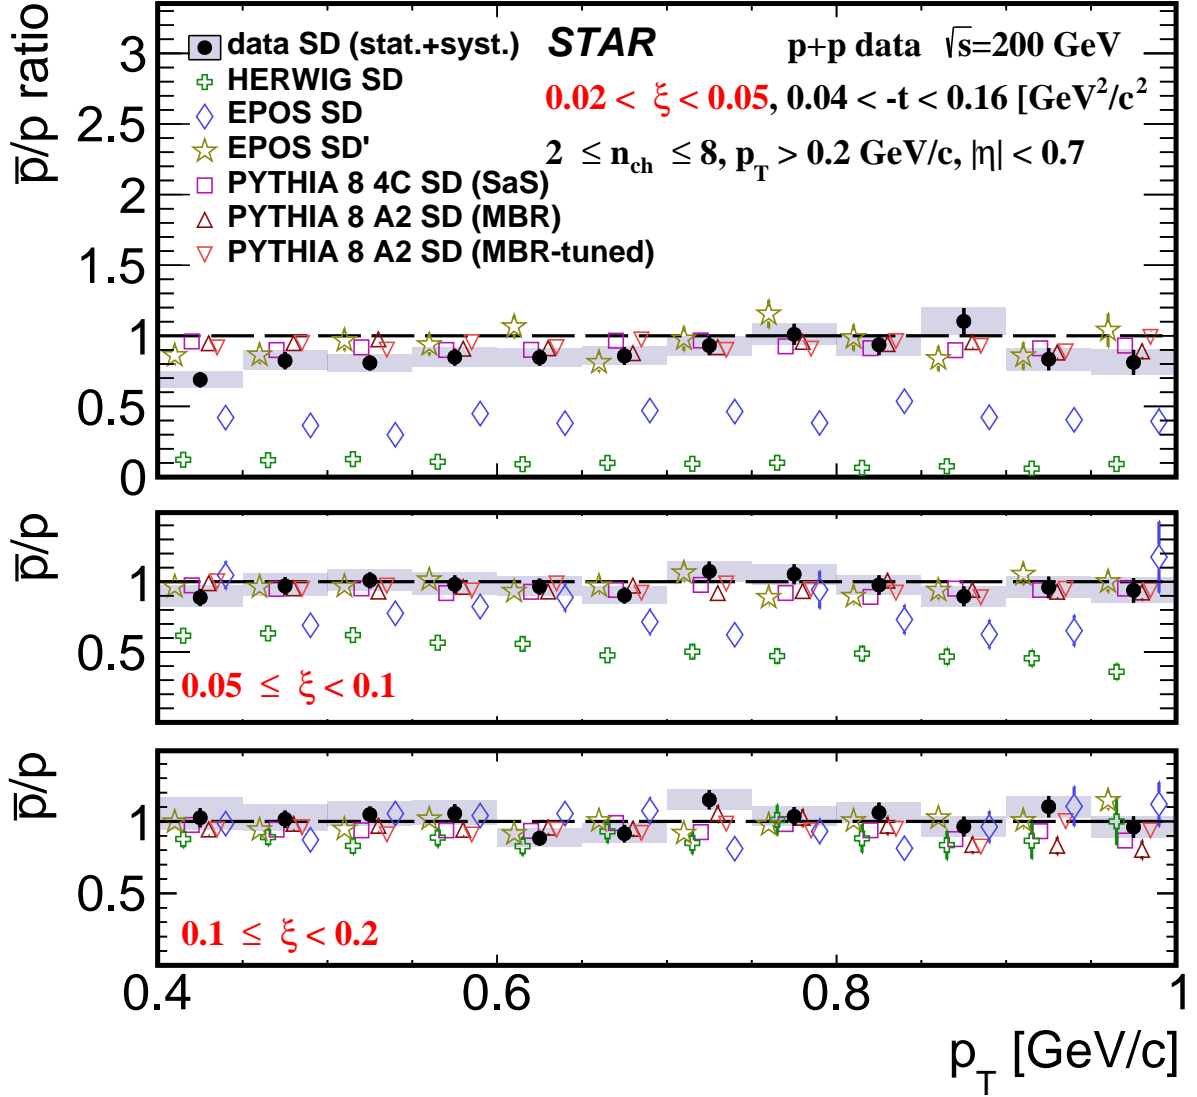 p̅/p ratio
3
2.5
2
1.5
1
0.5
0
data SD (stat.+syst.)
HERWIG SD
EPOS SD
EPOS SD'
PYTHIA 8 4C SD (SaS)
PYTHIA 8 A2 SD (MBR)
PYTHIA 8 A2 SD (MBR-tuned)
STAR p+p data √s=200 GeV
0.02 < ξ < 0.05, 0.04 < -t < 0.16 [GeV²/c²
2 ≤ n_ch ≤ 8, p_T > 0.2 GeV/c, |η| < 0.7
p̅/p
1
0.5
0.05 ≤ ξ < 0.1
p̅/p
1
0.5
0.1 ≤ ξ < 0.2
0.4 0.6 0.8 1
p_T [GeV/c]